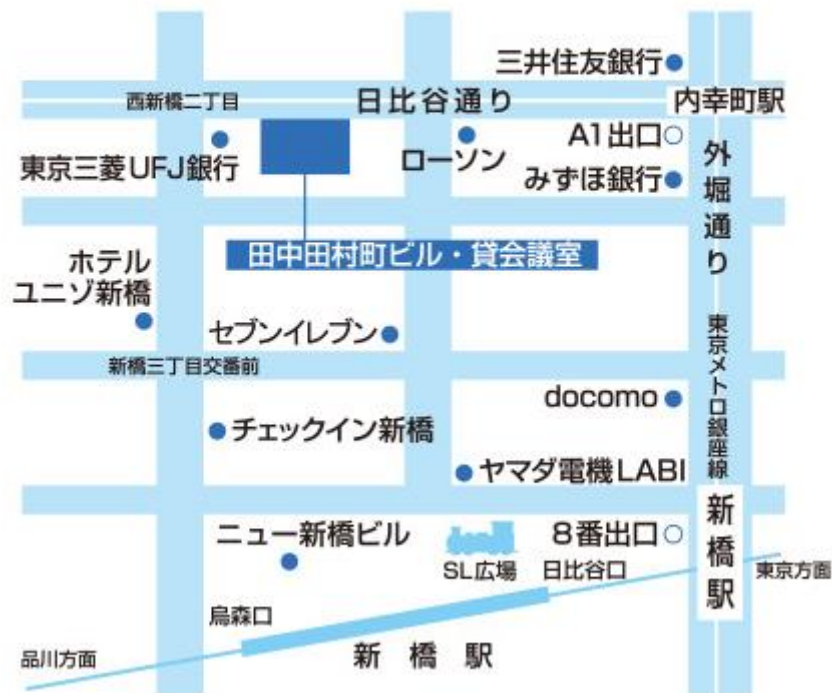 三井住友銀行
西新橋二丁目
日比谷通り
内幸町駅
東京三菱UFJ銀行
ローソン
A1出口
みずほ銀行
外堀通り
田中田村町ビル・貸会議室
ホテル
ユニゾ新橋
セブンイレブン
東京メトロ銀座線
新橋三丁目交番前
docomo
チェックイン新橋
ヤマダ電機LABI
ニュー新橋ビル
8番出口
新橋駅
SL広場
日比谷口
東京方面
烏森口
新橋駅
品川方面